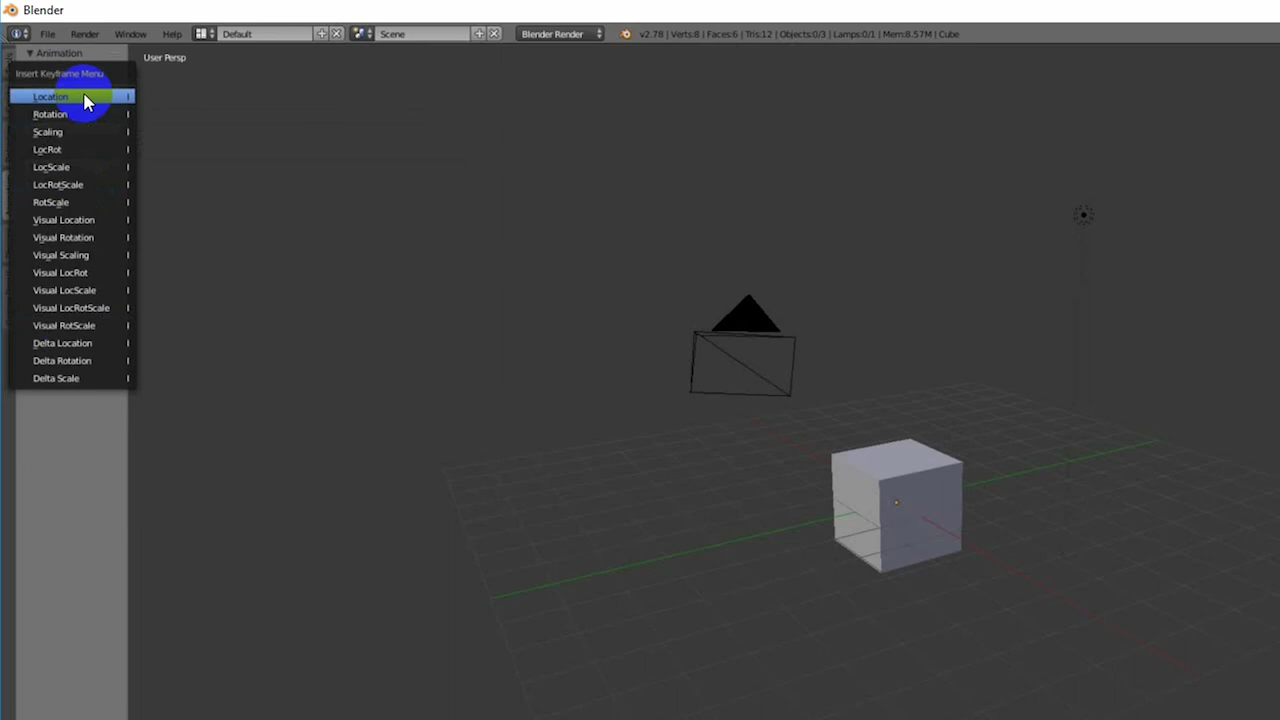 Blender
File Render Window Help Default Scene Blender Render v2.78 | Verts:8 | Faces:6 | Tris:12 | Objects:0/3 | Lamps:0/1 | Mem:8.57M | Cube
Animation
User Persp
Insert Keyframe Menu
Location I
Rotation I
Scaling I
LocRot I
LocScale I
LocRotScale I
RotScale I
Visual Location I
Visual Rotation I
Visual Scaling I
Visual LocRot I
Visual LocScale I
Visual LocRotScale I
Visual RotScale I
Delta Location I
Delta Rotation I
Delta Scale I